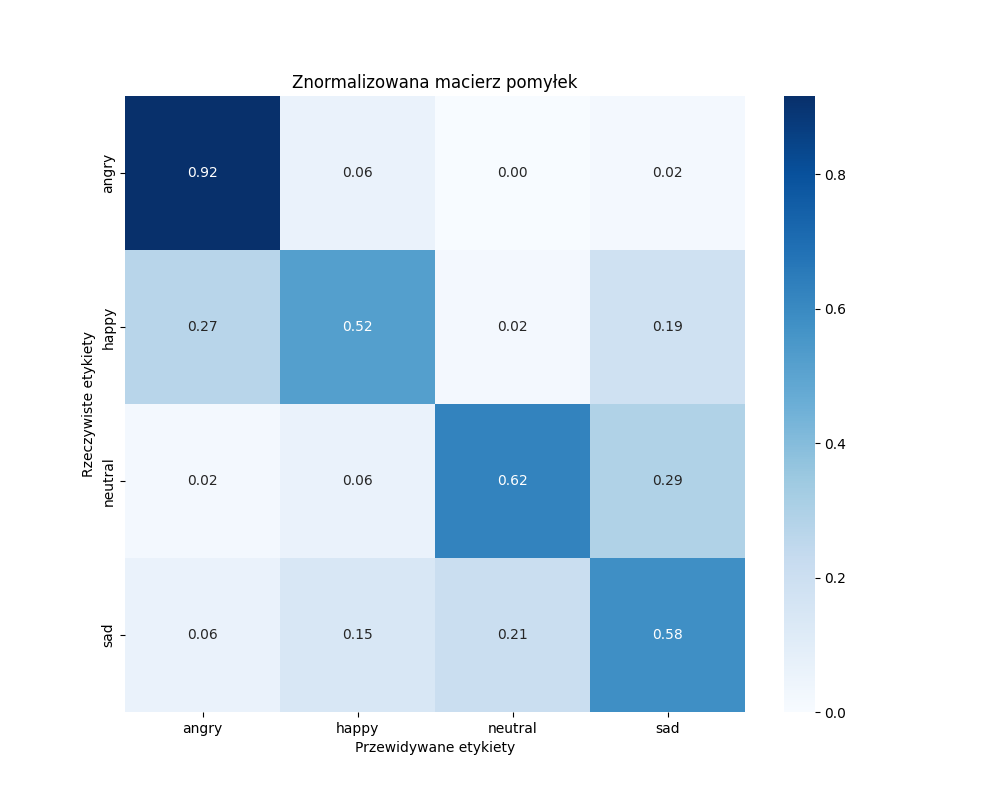 Znormalizowana macierz pomyłek
Rzeczywiste etykiety
angry
0.92 0.06 0.00 0.02
happy
0.27 0.52 0.02 0.19
neutral
0.02 0.06 0.62 0.29
sad
0.06 0.15 0.21 0.58
angry happy neutral sad
Przewidywane etykiety
0.8
0.6
0.4
0.2
0.0